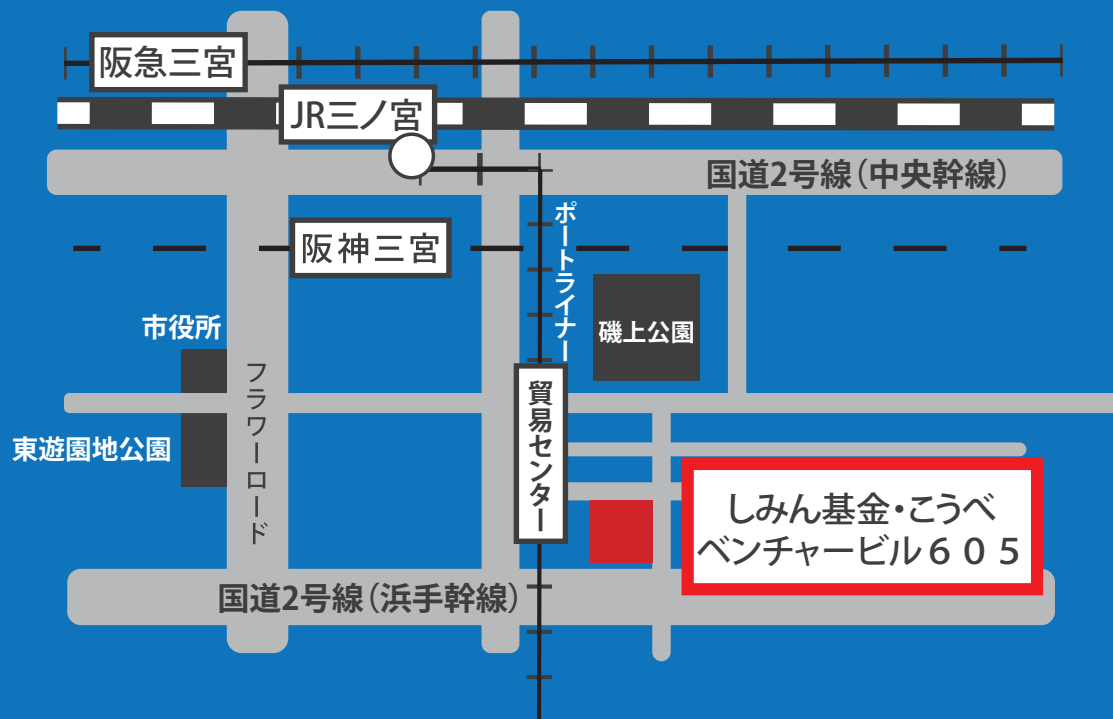 阪急三宮
JR三ノ宮
国道2号線(中央幹線)
阪神三宮
ポートライナー
磯上公園
市役所
フラワーロード
貿易センター
東遊園地公園
しみん基金・こうべ
ベンチャービル605
国道2号線(浜手幹線)